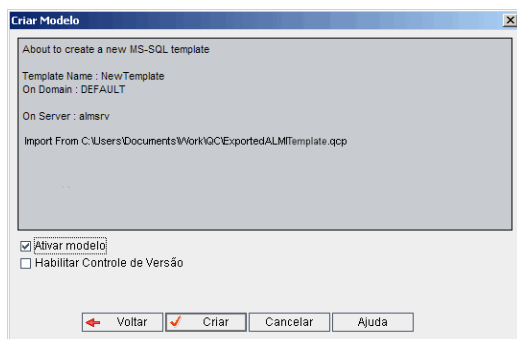 Criar Modelo
About to create a new MS-SQL template
Template Name : NewTemplate
On Domain : DEFAULT
On Server : almsrv
Import From C:\Users\Documents\Work\QC\ExportedALMTemplate.qcp
Ativar modelo
Habilitar Controle de Versão
Voltar Criar Cancelar Ajuda